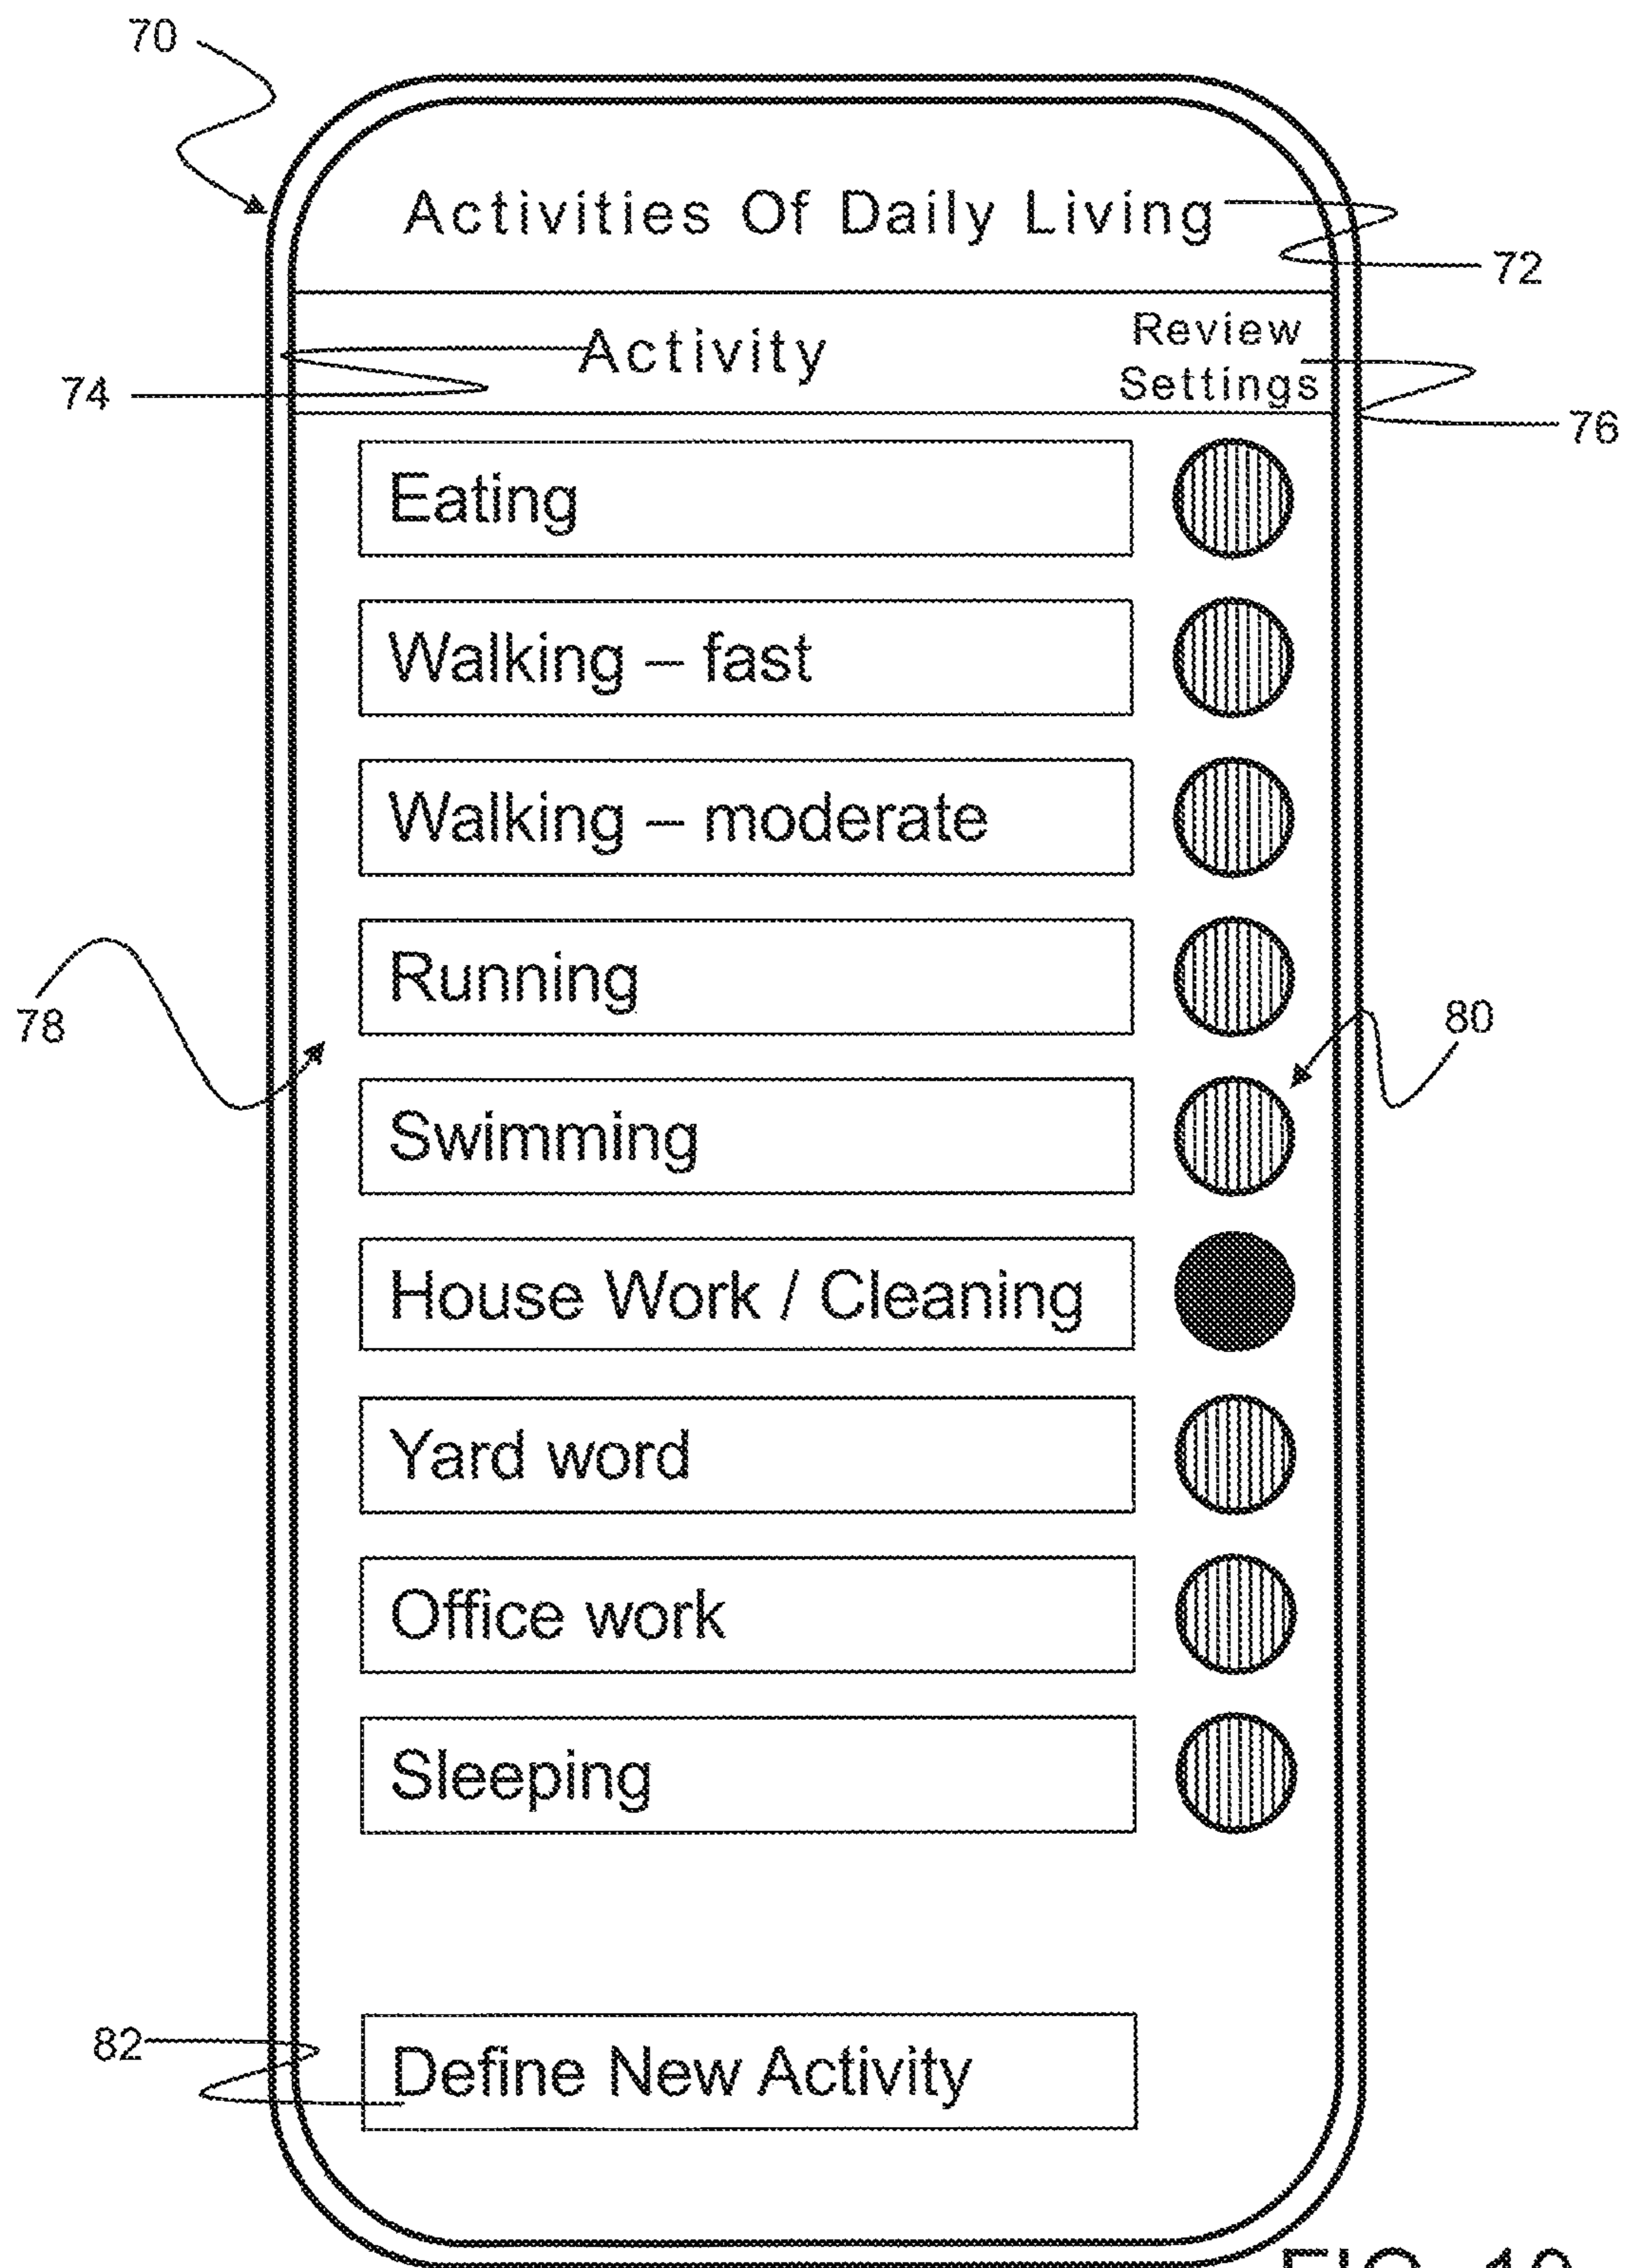 70
Activities Of Daily Living
72
Activity
Review
Settings
74
76
Eating
Walking – fast
Walking – moderate
Running
78
80
Swimming
House Work / Cleaning
Yard word
Office work
Sleeping
82
Define New Activity